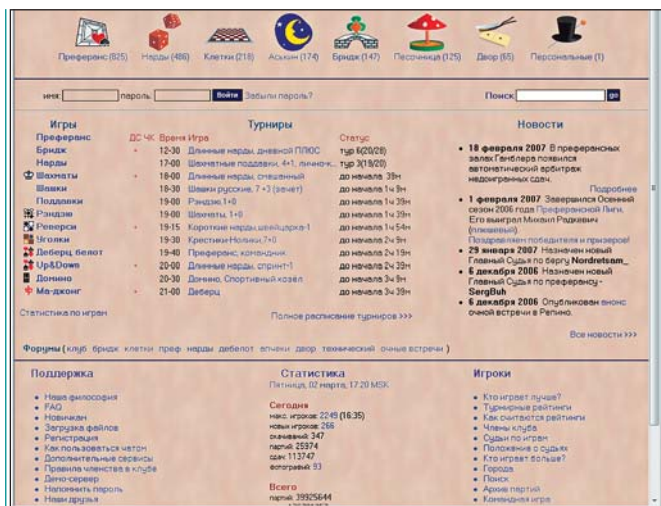 Преферанс (825) Нарды (486) Клетки (218) Аськин (174) Бридж (147) Песочница (125) Двор (65) Персональные (1)
имя: пароль: Войти Забыли пароль? Поиск: go
Игры
Преферанс
Бридж
Нарды
Шахматы
Шашки
Поддавки
Рэндзю
Реверси
Уголки
Деберц, белот
Up&Down
Домино
Ма-джонг
Статистика по играм
Турниры
ДС ЧК Время Игра Статус
12-30 Длинные нарды, дневной ПЛЮС тур 6(20/28)
17-00 Шахматные поддавки, 4+1, лично-к.. тур 3(19/20)
18-00 Длинные нарды, смешанный до начала 39м
18-30 Шашки русские, 7+3 (зачёт) до начала 1ч 9м
19-00 Рэндзю, 1+0 до начала 1ч 39м
19-00 Шахматы, 1+0 до начала 1ч 39м
19-15 Короткие нарды, швейцарка-1 до начала 1ч 54м
19-30 Крестики-Нолики, 7+0 до начала 2ч 9м
19-40 Преферанс, командник до начала 2ч 19м
20-00 Длинные нарды, спринт-1 до начала 2ч 39м
20-30 Домино, Спортивный козёл до начала 3ч 9м
21-00 Деберц до начала 3ч 39м
Полное расписание турниров >>>
Новости
18 февраля 2007 В преферансных
залах Гамблера появился
автоматический арбитраж
недоигранных сдач.
Подробнее
1 февраля 2007 Завершился Осенний
сезон 2006 года Преферансной Лиги.
Его выиграл Михаил Радкевич
(плюшевый).
Поздравляем победителя и призеров!
29 января 2007 Назначен новый
Главный Судья по бергу Nordretsam_
6 декабря 2006 Назначен новый
Главный Судья по преферансу -
SergBuh
6 декабря 2006 Опубликован анонс
очной встречи в Репино.
Все новости >>>
Форумы ( клуб бридж клетки преф нарды дебелот апчхи двор технический очные встречи )
Поддержка
Наша философия
FAQ
Новичкам
Загрузка файлов
Регистрация
Как пользоваться чатом
Дополнительные сервисы
Правила членства в клубе
Демо-сервер
Напомнить пароль
Наши друзья
Статистика
Пятница, 02 марта, 17:20 MSK
Сегодня
макс. игроков: 2249 (16:35)
новых игроков: 266
скачиваний: 347
партий: 25974
сдач: 113747
фотографий: 93
Всего
партий: 39925644
Игроки
Кто играет лучше?
Турнирные рейтинги
Как считаются рейтинги
Члены клуба
Судьи по играм
Положение о судьях
Кто играет больше?
Города
Поиск
Архив партий
Командная игра